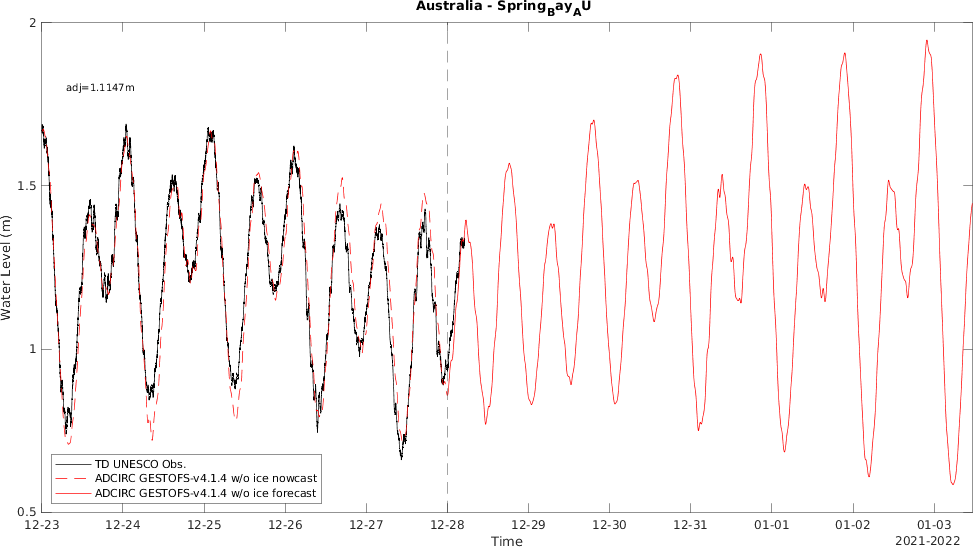 Australia - SpringBayAU
2
adj=1.1147m
1.5
Water Level (m)
1
TD UNESCO Obs.
ADCIRC GESTOFS-v4.1.4 w/o ice nowcast
ADCIRC GESTOFS-v4.1.4 w/o ice forecast
0.5
12-23 12-24 12-25 12-26 12-27 12-28 12-29 12-30 12-31 01-01 01-02 01-03
Time
2021-2022